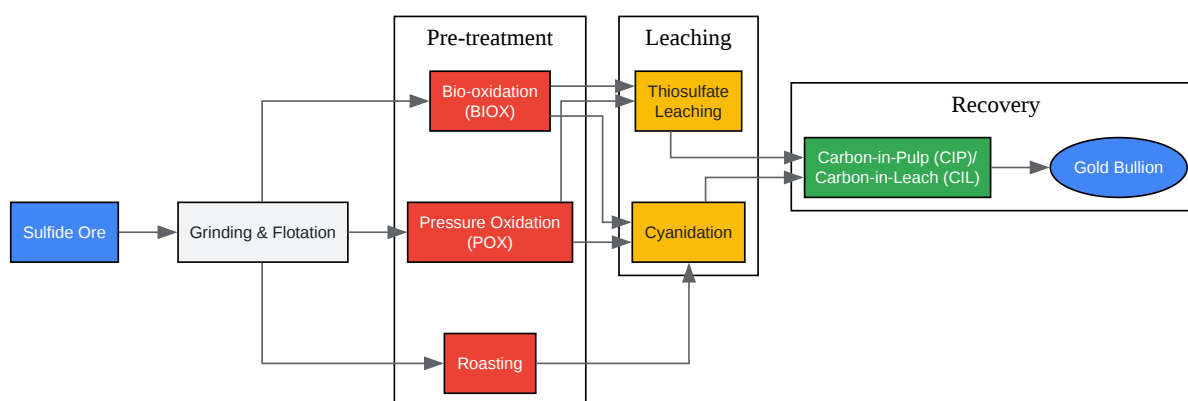 Pre-treatment
Leaching
Bio-oxidation
(BIOX)
Thiosulfate
Leaching
Recovery
Carbon-in-Pulp (CIP)/
Carbon-in-Leach (CIL)
Gold Bullion
Sulfide Ore
Grinding & Flotation
Pressure Oxidation
(POX)
Cyanidation
Roasting